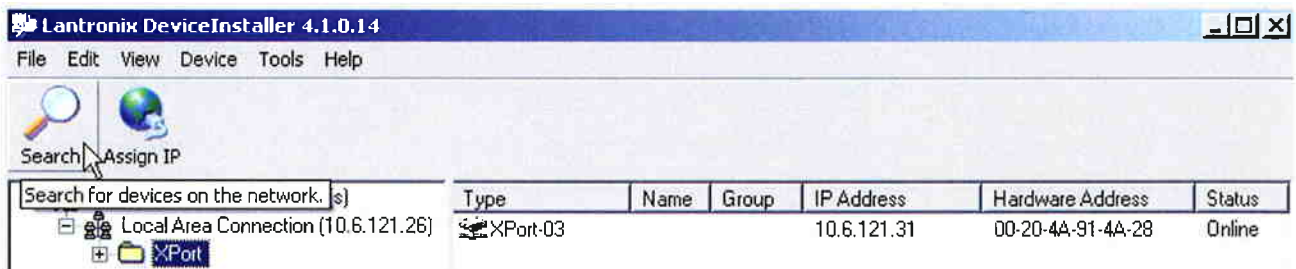 Lantronix DeviceInstaller 4.1.0.14
File Edit View Device Tools Help
Search Assign IP
Search for devices on the network. s)
Type Name Group IP Address Hardware Address Status
Local Area Connection (10.6.121.26) XPort-03 10.6.121.31 00-20-4A-91-4A-28 Online
XPort